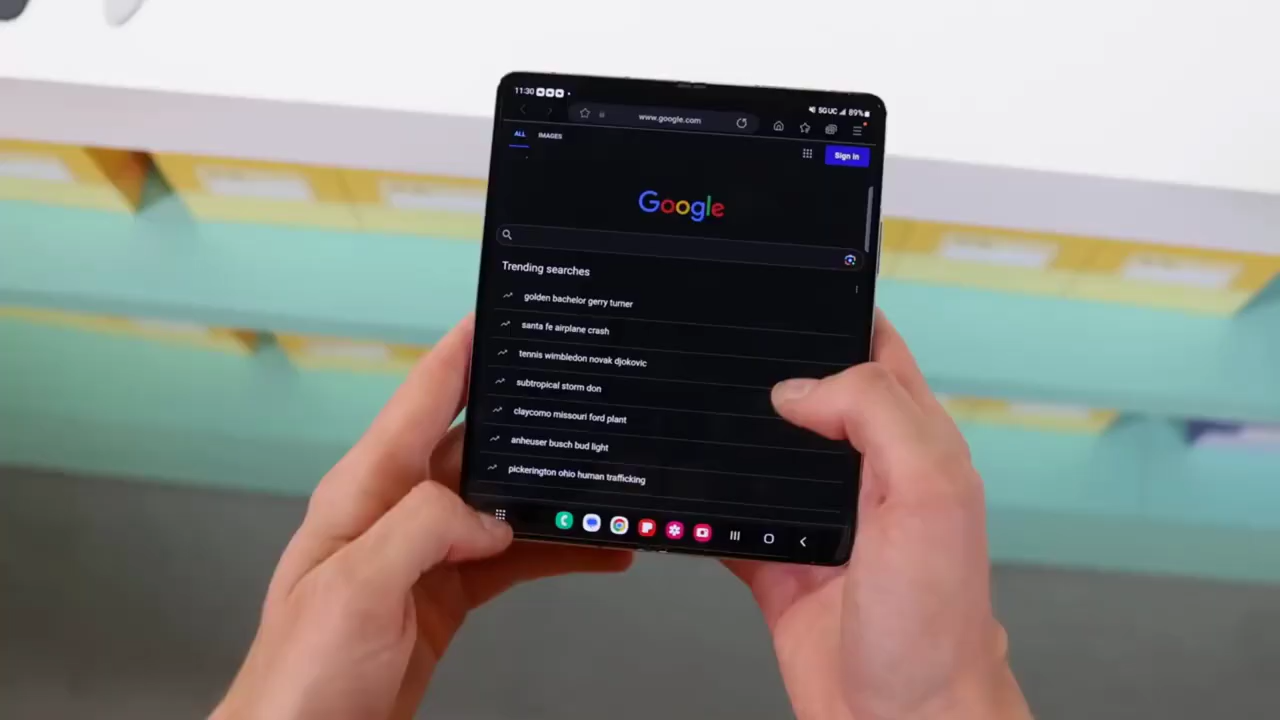 11:30
5G UC 89%
www.google.com
ALL IMAGES
Sign in
Google
Trending searches
golden bachelor gerry turner
santa fe airplane crash
tennis wimbledon novak djokovic
subtropical storm don
claycomo missouri ford plant
anheuser busch bud light
pickerington ohio human trafficking